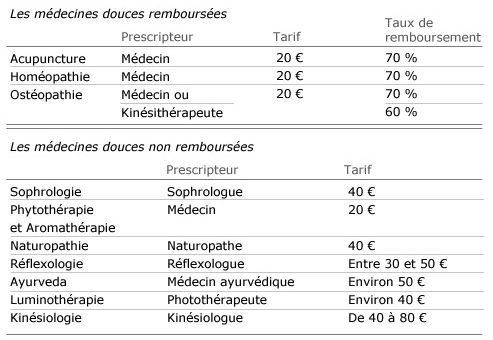 Les médecines douces remboursées
Prescripteur Tarif Taux de remboursement
Acupuncture Médecin 20 € 70 %
Homéopathie Médecin 20 € 70 %
Ostéopathie Médecin ou 20 € 70 %
Kinésithérapeute 60 %
Les médecines douces non remboursées
Prescripteur Tarif
Sophrologie Sophrologue 40 €
Phytothérapie Médecin 20 €
et Aromathérapie
Naturopathie Naturopathe 40 €
Réflexologie Réflexologue Entre 30 et 50 €
Ayurveda Médecin ayurvédique Environ 50 €
Luminothérapie Photothérapeute Environ 40 €
Kinésiologie Kinésiologue De 40 à 80 €